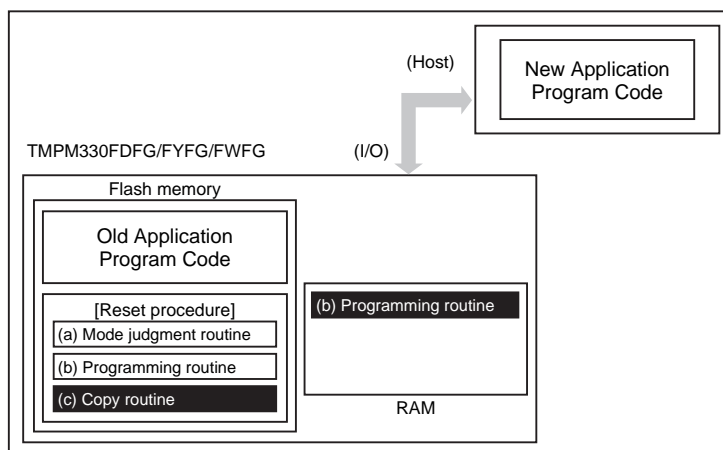 (Host)
New Application
Program Code
TMPM330FDFG/FYFG/FWFG
(I/O)
Flash memory
Old Application
Program Code
[Reset procedure]
(a) Mode judgment routine
(b) Programming routine
(c) Copy routine
(b) Programming routine
RAM